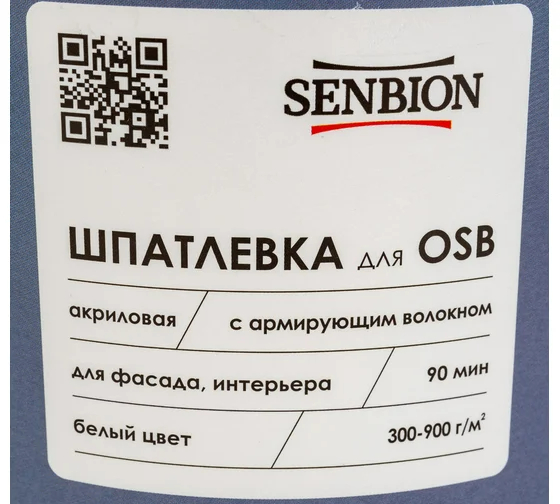 SENBION
ШПАТЛЕВКА для OSB
акриловая с армирующим волокном
для фасада, интерьера 90 мин
белый цвет 300-900 г/м²